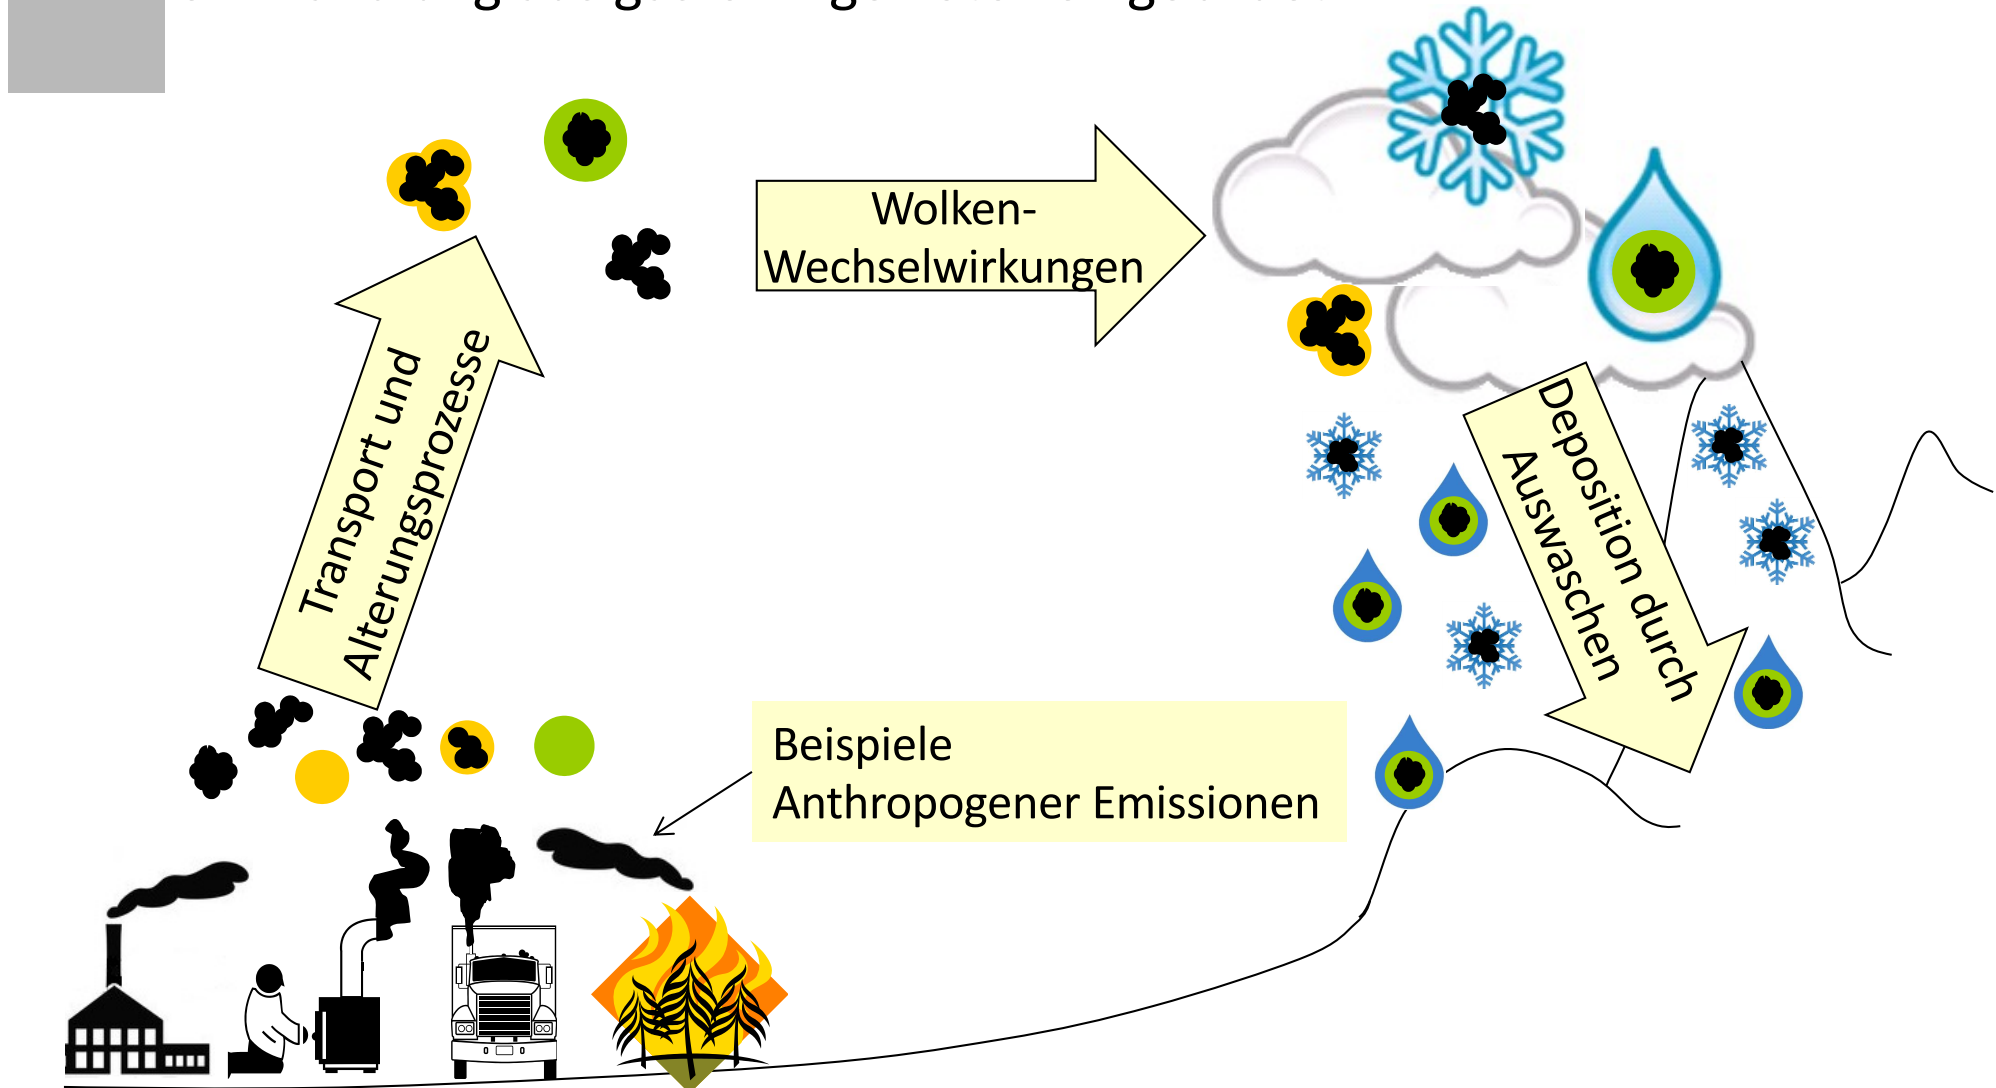 Wolken-
Wechselwirkungen
Transport und
Alterungsprozesse
Deposition durch
Auswaschen
Beispiele
Anthropogener Emissionen